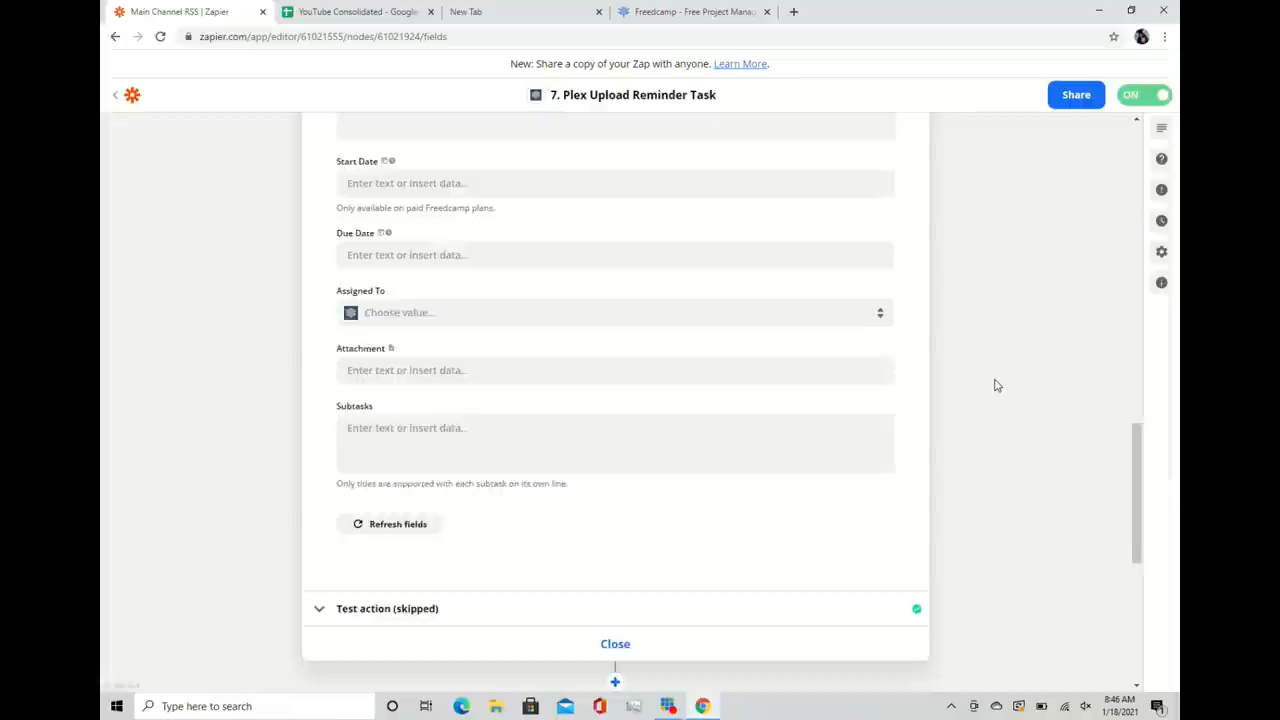 Main Channel RSS | Zapier
YouTube Consolidated - Google
New Tab
Freedcamp - Free Project Mana
zapier.com/app/editor/61021555/nodes/61021924/fields
New: Share a copy of your Zap with anyone. Learn More.
7. Plex Upload Reminder Task
Share
ON
Start Date
Enter text or insert data...
Only available on paid Freedcamp plans.
Due Date
Enter text or insert data...
Assigned To
Choose value...
Attachment
Enter text or insert data...
Subtasks
Enter text or insert data...
Only titles are supported with each subtask on its own line.
Refresh fields
Test action (skipped)
Close
Type here to search
8:46 AM
1/18/2021